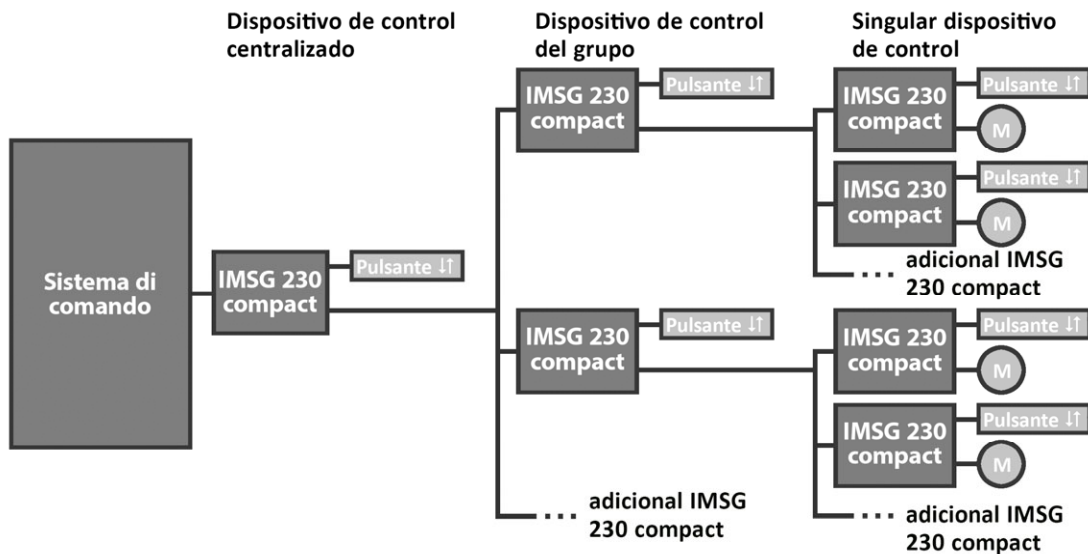 Dispositivo de control
centralizado
Dispositivo de control
del grupo
Singular dispositivo
de control
Sistema di
comando
IMSG 230
compact
Pulsante ↓↑
IMSG 230
compact
Pulsante ↓↑
IMSG 230
compact
Pulsante ↓↑
M
IMSG 230
compact
Pulsante ↓↑
M
adicional IMSG
230 compact
IMSG 230
compact
Pulsante ↓↑
IMSG 230
compact
Pulsante ↓↑
M
IMSG 230
compact
Pulsante ↓↑
M
adicional IMSG
230 compact
adicional IMSG
230 compact